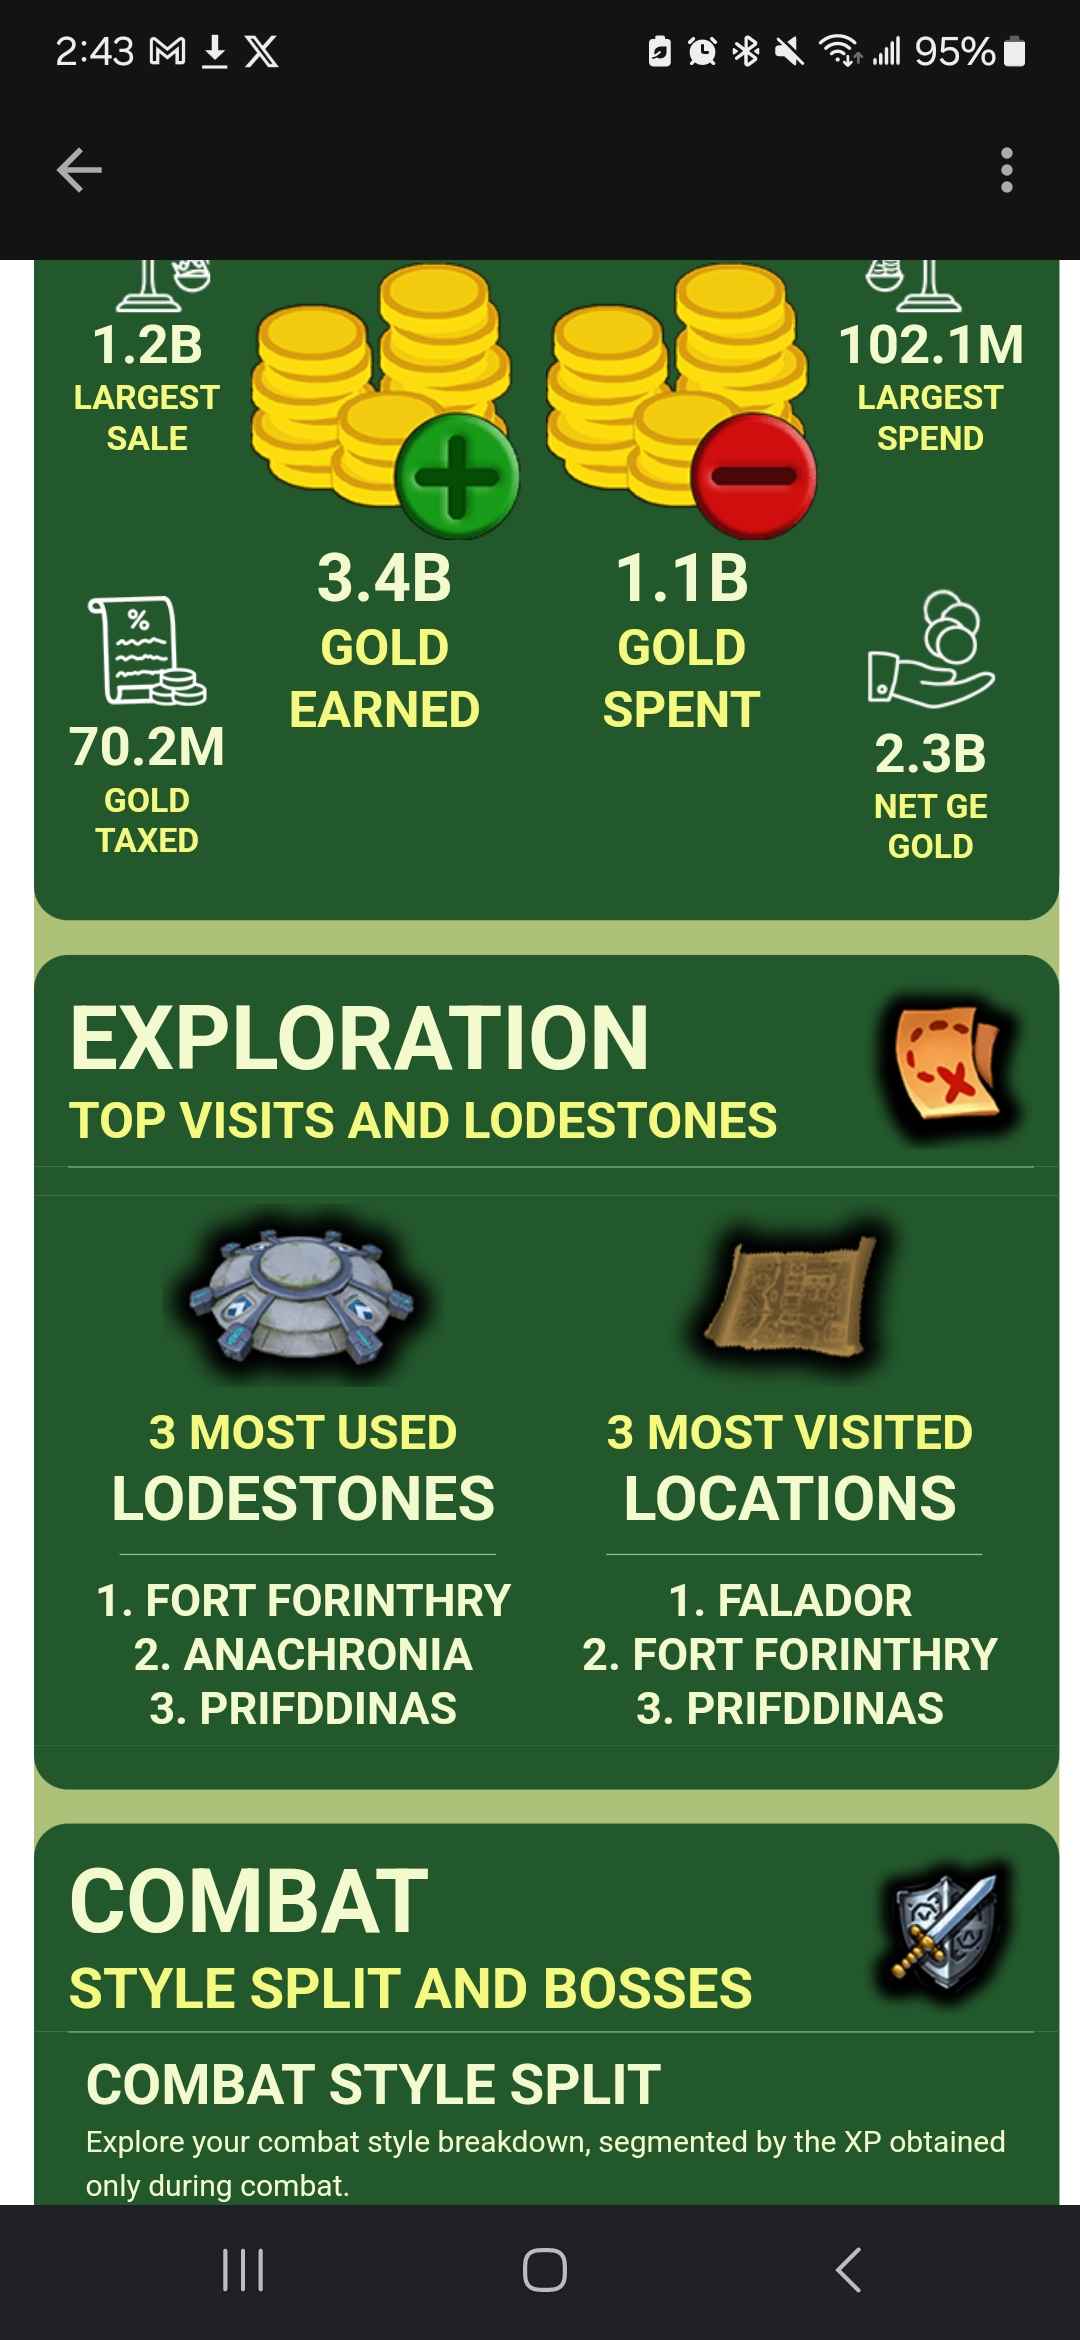 2:43
95%
1.2B
LARGEST
SALE
102.1M
LARGEST
SPEND
3.4B
GOLD
EARNED
1.1B
GOLD
SPENT
%
70.2M
GOLD
TAXED
2.3B
NET GE
GOLD
EXPLORATION
TOP VISITS AND LODESTONES
3 MOST USED
LODESTONES
1. FORT FORINTHRY
2. ANACHRONIA
3. PRIFDDINAS
3 MOST VISITED
LOCATIONS
1. FALADOR
2. FORT FORINTHRY
3. PRIFDDINAS
COMBAT
STYLE SPLIT AND BOSSES
COMBAT STYLE SPLIT
Explore your combat style breakdown, segmented by the XP obtained
only during combat.